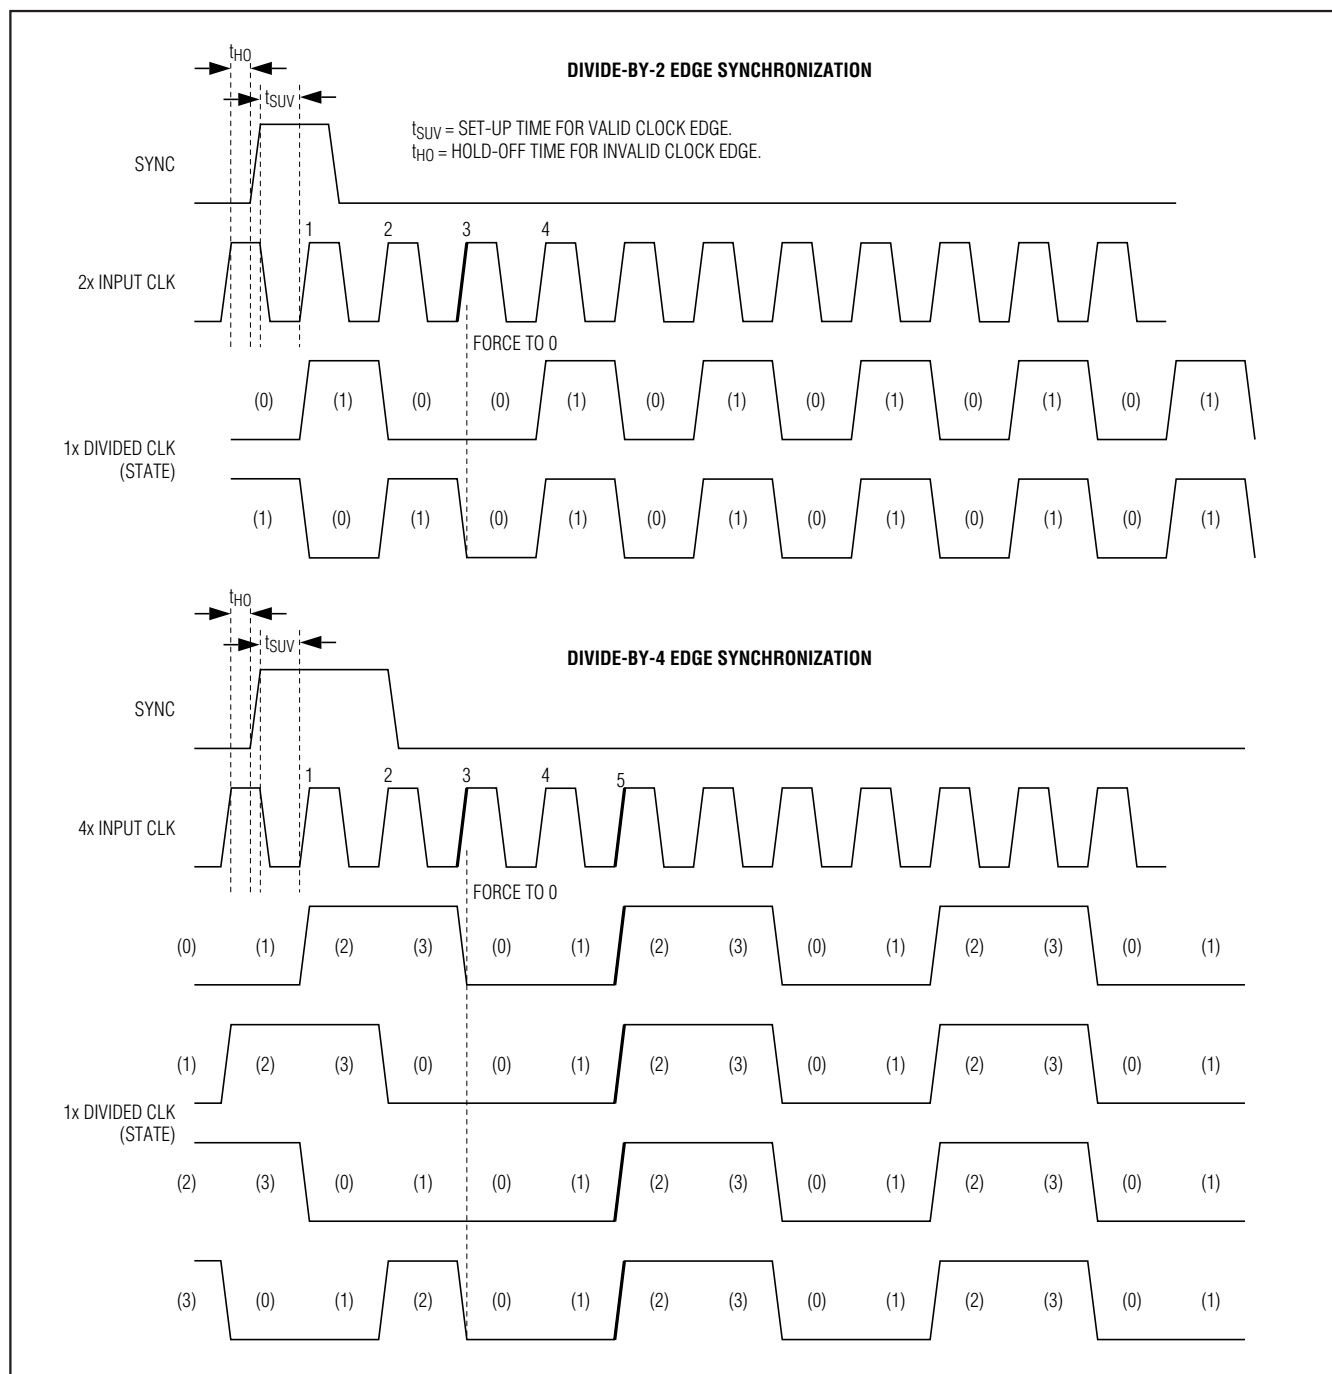 tHO
DIVIDE-BY-2 EDGE SYNCHRONIZATION
tSUV
tSUV = SET-UP TIME FOR VALID CLOCK EDGE.
tHO = HOLD-OFF TIME FOR INVALID CLOCK EDGE.
SYNC
1 2 3 4
2x INPUT CLK
FORCE TO 0
(0) (1) (0) (0) (1) (0) (1) (0) (1) (0) (1) (0) (1)
1x DIVIDED CLK
(STATE)
(1) (0) (1) (0) (1) (0) (1) (0) (1) (0) (1) (0) (1)
tHO
tSUV
DIVIDE-BY-4 EDGE SYNCHRONIZATION
SYNC
1 2 3 4 5
4x INPUT CLK
FORCE TO 0
(0) (1) (2) (3) (0) (1) (2) (3) (0) (1) (2) (3) (0) (1)
(1) (2) (3) (0) (0) (1) (2) (3) (0) (1) (2) (3) (0) (1)
1x DIVIDED CLK
(STATE)
(2) (3) (0) (1) (0) (1) (2) (3) (0) (1) (2) (3) (0) (1)
(3) (0) (1) (2) (0) (1) (2) (3) (0) (1) (2) (3) (0) (1)